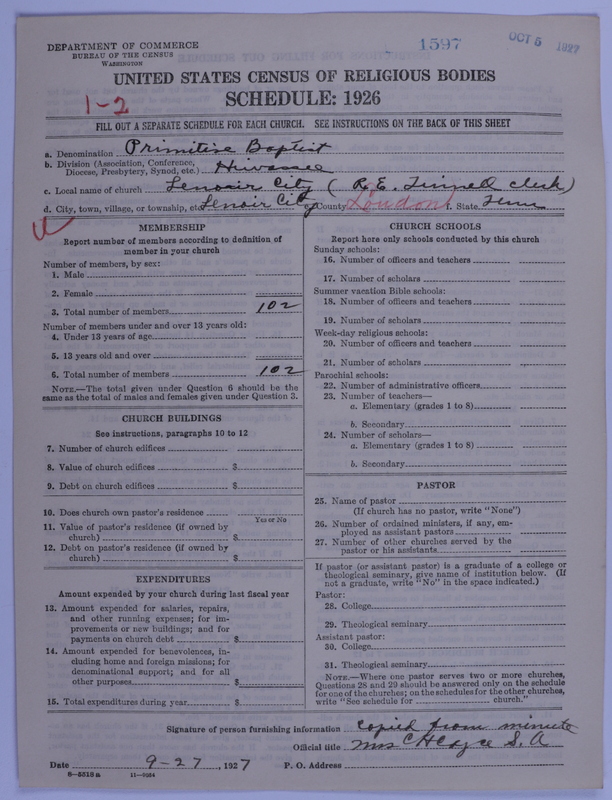 DEPARTMENT OF COMMERCE
BUREAU OF THE CENSUS
WASHINGTON
1597
OCT 5 1927
UNITED STATES CENSUS OF RELIGIOUS BODIES
SCHEDULE: 1926
1-2
FILL OUT A SEPARATE SCHEDULE FOR EACH CHURCH. SEE INSTRUCTIONS ON THE BACK OF THIS SHEET
a. Denomination Primitive Baptist
b. Division (Association, Conference, Diocese, Presbytery, Synod, etc.) Hiwassee
c. Local name of church Lenoir City (R. E. clerk)
d. City, town, village, or township, etc. Lenoir City e. County Loudon f. State Tenn
MEMBERSHIP
Report number of members according to definition of
member in your church
Number of members, by sex:
1. Male
2. Female
3. Total number of members 102
Number of members under and over 13 years old:
4. Under 13 years of age
5. 13 years old and over
6. Total number of members 102
NOTE.—The total given under Question 6 should be the
same as the total of males and females given under Question 3.
CHURCH BUILDINGS
See instructions, paragraphs 10 to 12
7. Number of church edifices
8. Value of church edifices $
9. Debt on church edifices $
10. Does church own pastor's residence
Yes or No
11. Value of pastor's residence (if owned by
church) $
12. Debt on pastor's residence (if owned by
church) $
EXPENDITURES
Amount expended by your church during last fiscal year
13. Amount expended for salaries, repairs,
and other running expenses; for im-
provements or new buildings; and for
payments on church debt $
14. Amount expended for benevolences, in-
cluding home and foreign missions; for
denominational support; and for all
other purposes $
15. Total expenditures during year $
CHURCH SCHOOLS
Report here only schools conducted by this church
Sunday schools:
16. Number of officers and teachers
17. Number of scholars
Summer vacation Bible schools:
18. Number of officers and teachers
19. Number of scholars
Week-day religious schools:
20. Number of officers and teachers
21. Number of scholars
Parochial schools:
22. Number of administrative officers
23. Number of teachers—
a. Elementary (grades 1 to 8)
b. Secondary
24. Number of scholars—
a. Elementary (grades 1 to 8)
b. Secondary
PASTOR
25. Name of pastor
(If church has no pastor, write "None")
26. Number of ordained ministers, if any, em-
ployed as assistant pastors
27. Number of other churches served by the
pastor or his assistants
If pastor (or assistant pastor) is a graduate of a college or
theological seminary, give name of institution below. (If
not a graduate, write "No" in the space indicated.)
Pastor:
28. College
29. Theological seminary
Assistant pastor:
30. College
31. Theological seminary
NOTE.—Where one pastor serves two or more churches,
Questions 28 and 29 should be answered only on the schedule
for one of the churches; on the schedules for the other churches,
write "See schedule for church."
Signature of person furnishing information copied from minute
Official title Mrs C H S. A
Date 9-27, 1927 P. O. Address
8-5518a 11-9054